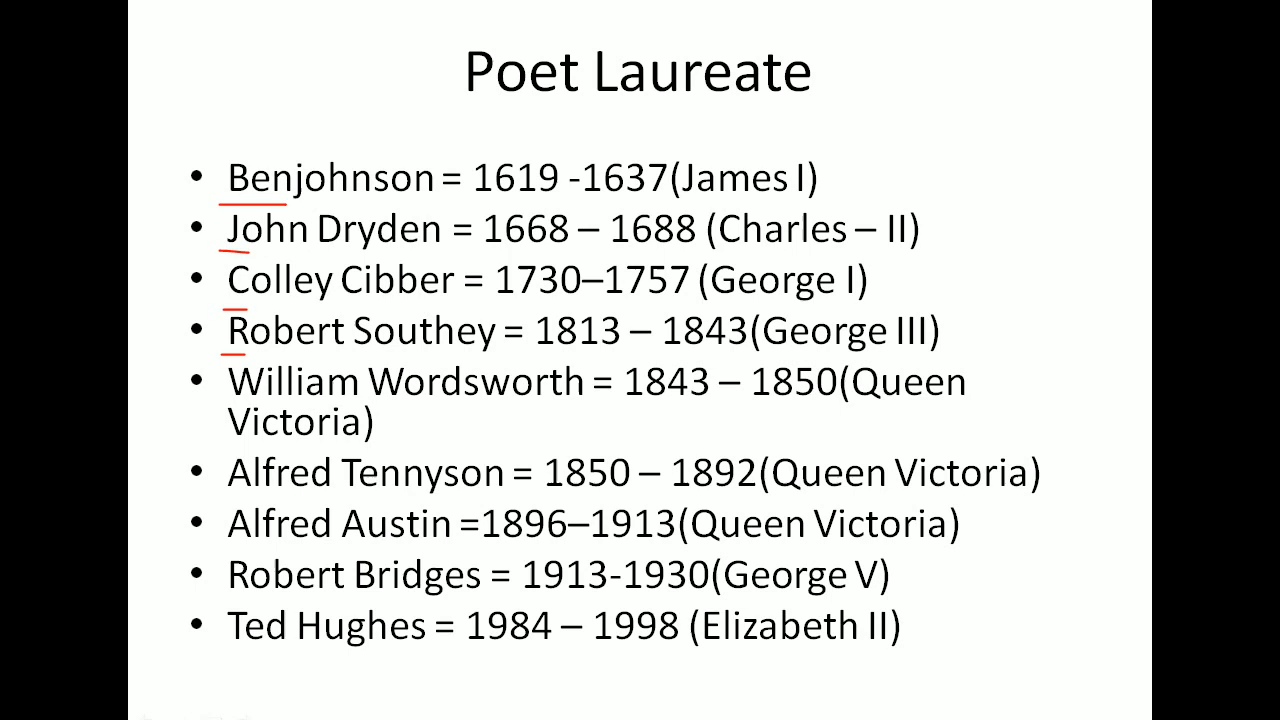 Poet Laureate
• Benjohnson = 1619 -1637(James I)
• John Dryden = 1668 – 1688 (Charles – II)
• Colley Cibber = 1730–1757 (George I)
• Robert Southey = 1813 – 1843(George III)
• William Wordsworth = 1843 – 1850(Queen
Victoria)
• Alfred Tennyson = 1850 – 1892(Queen Victoria)
• Alfred Austin =1896–1913(Queen Victoria)
• Robert Bridges = 1913-1930(George V)
• Ted Hughes = 1984 – 1998 (Elizabeth II)